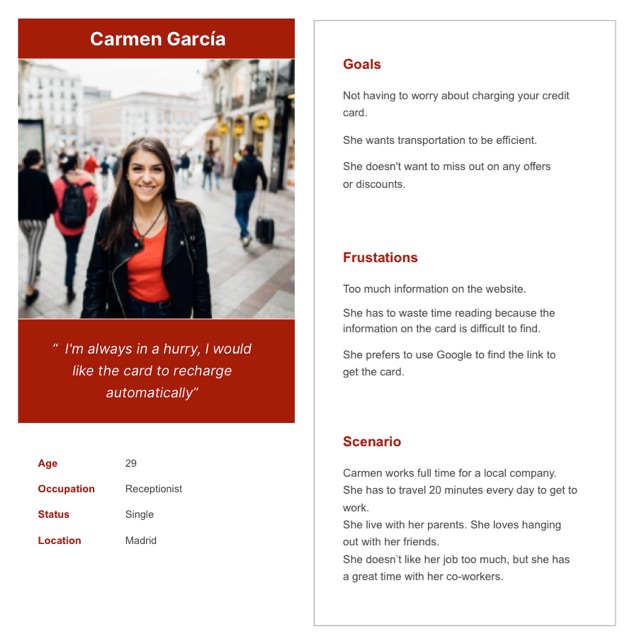 Carmen García
“ I'm always in a hurry, I would
like the card to recharge
automatically”
Age 29
Occupation Receptionist
Status Single
Location Madrid
Goals
Not having to worry about charging your credit
card.
She wants transportation to be efficient.
She doesn't want to miss out on any offers
or discounts.
Frustations
Too much information on the website.
She has to waste time reading because the
information on the card is difficult to find.
She prefers to use Google to find the link to
get the card.
Scenario
Carmen works full time for a local company.
She has to travel 20 minutes every day to get to
work.
She live with her parents. She loves hanging
out with her friends.
She doesn’t like her job too much, but she has
a great time with her co-workers.